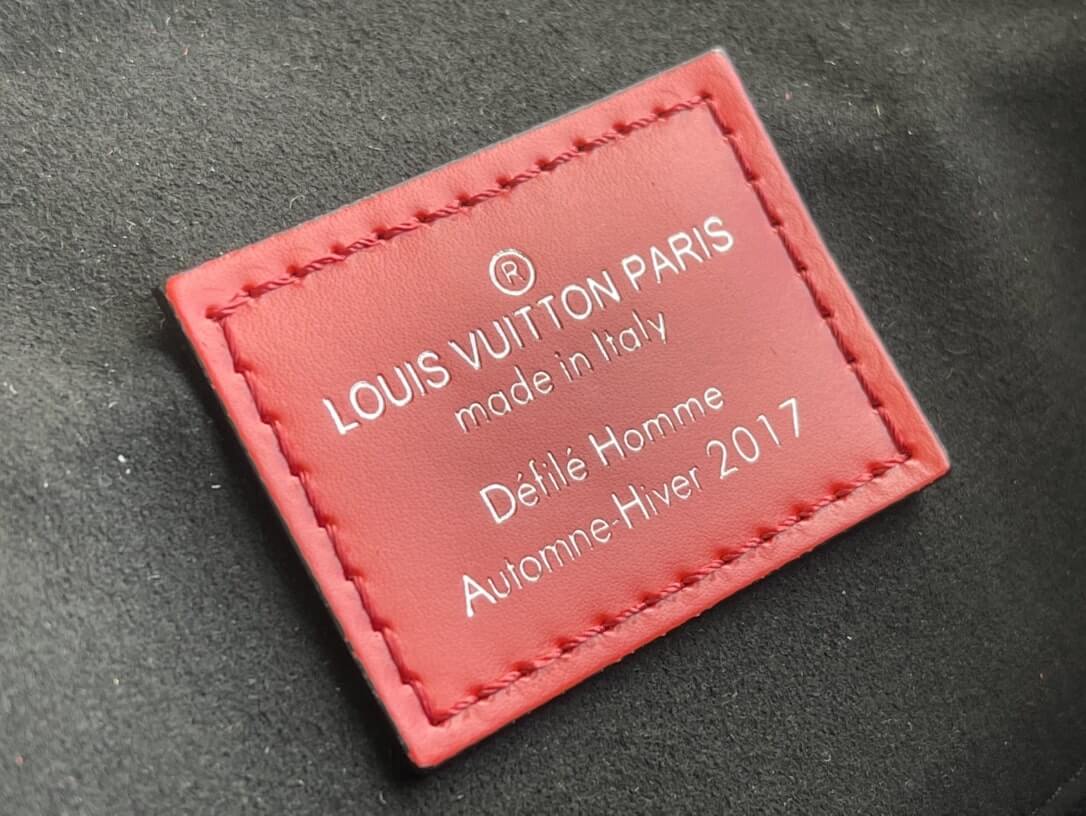 ®
LOUIS VUITTON PARIS
made in Italy
Défilé Homme
Automne-Hiver 2017